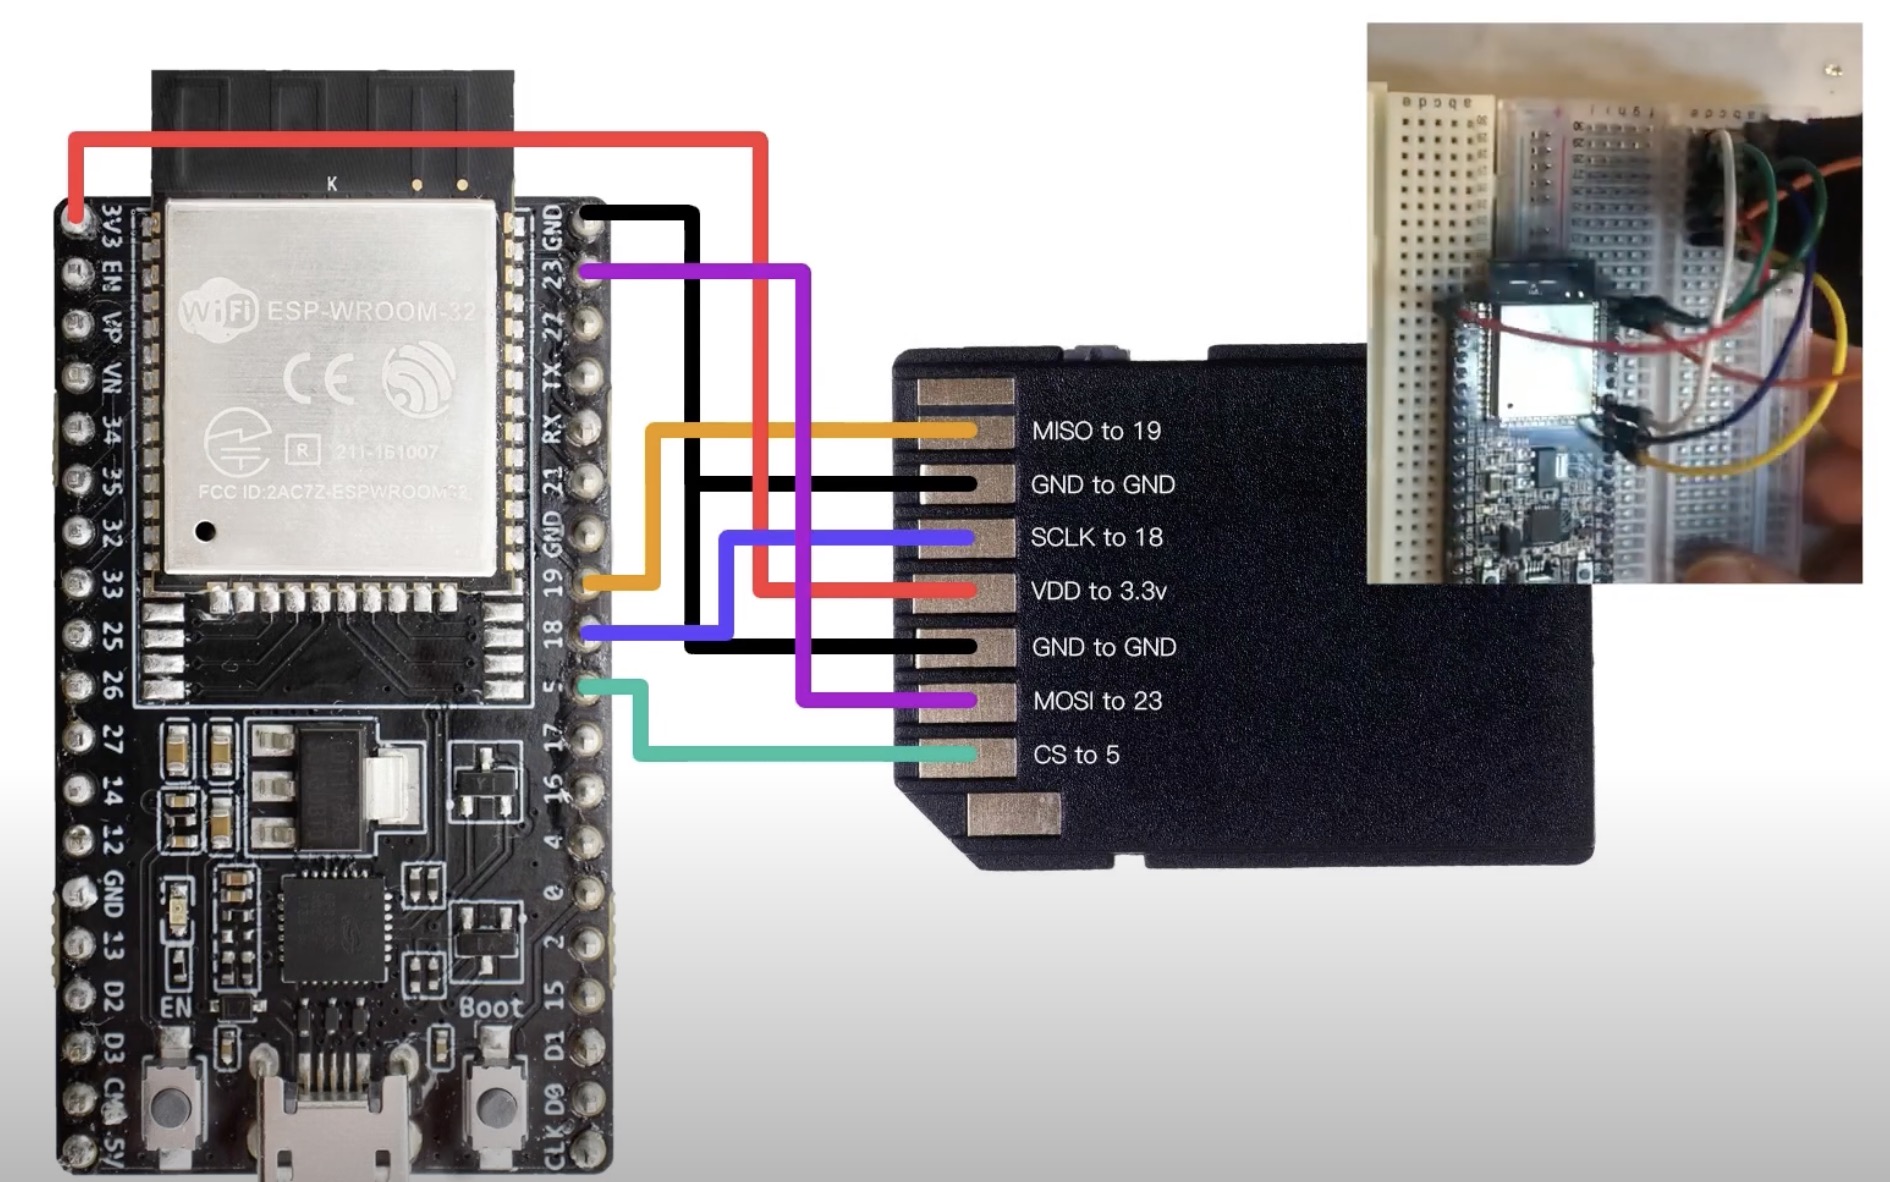 K
WiFi ESP-WROOM-32
CE
R 211-161007
FCC ID:2AC7Z-ESPWROOM32
3V3
EN
VP
VN
34
35
32
33
25
26
27
14
12
GND
13
D2
D3
CMD
5V
GND
23
22
TX
RX
21
GND
19
18
5
17
16
4
0
2
15
D1
D0
CLK
EN
Boot
MISO to 19
GND to GND
SCLK to 18
VDD to 3.3v
GND to GND
MOSI to 23
CS to 5